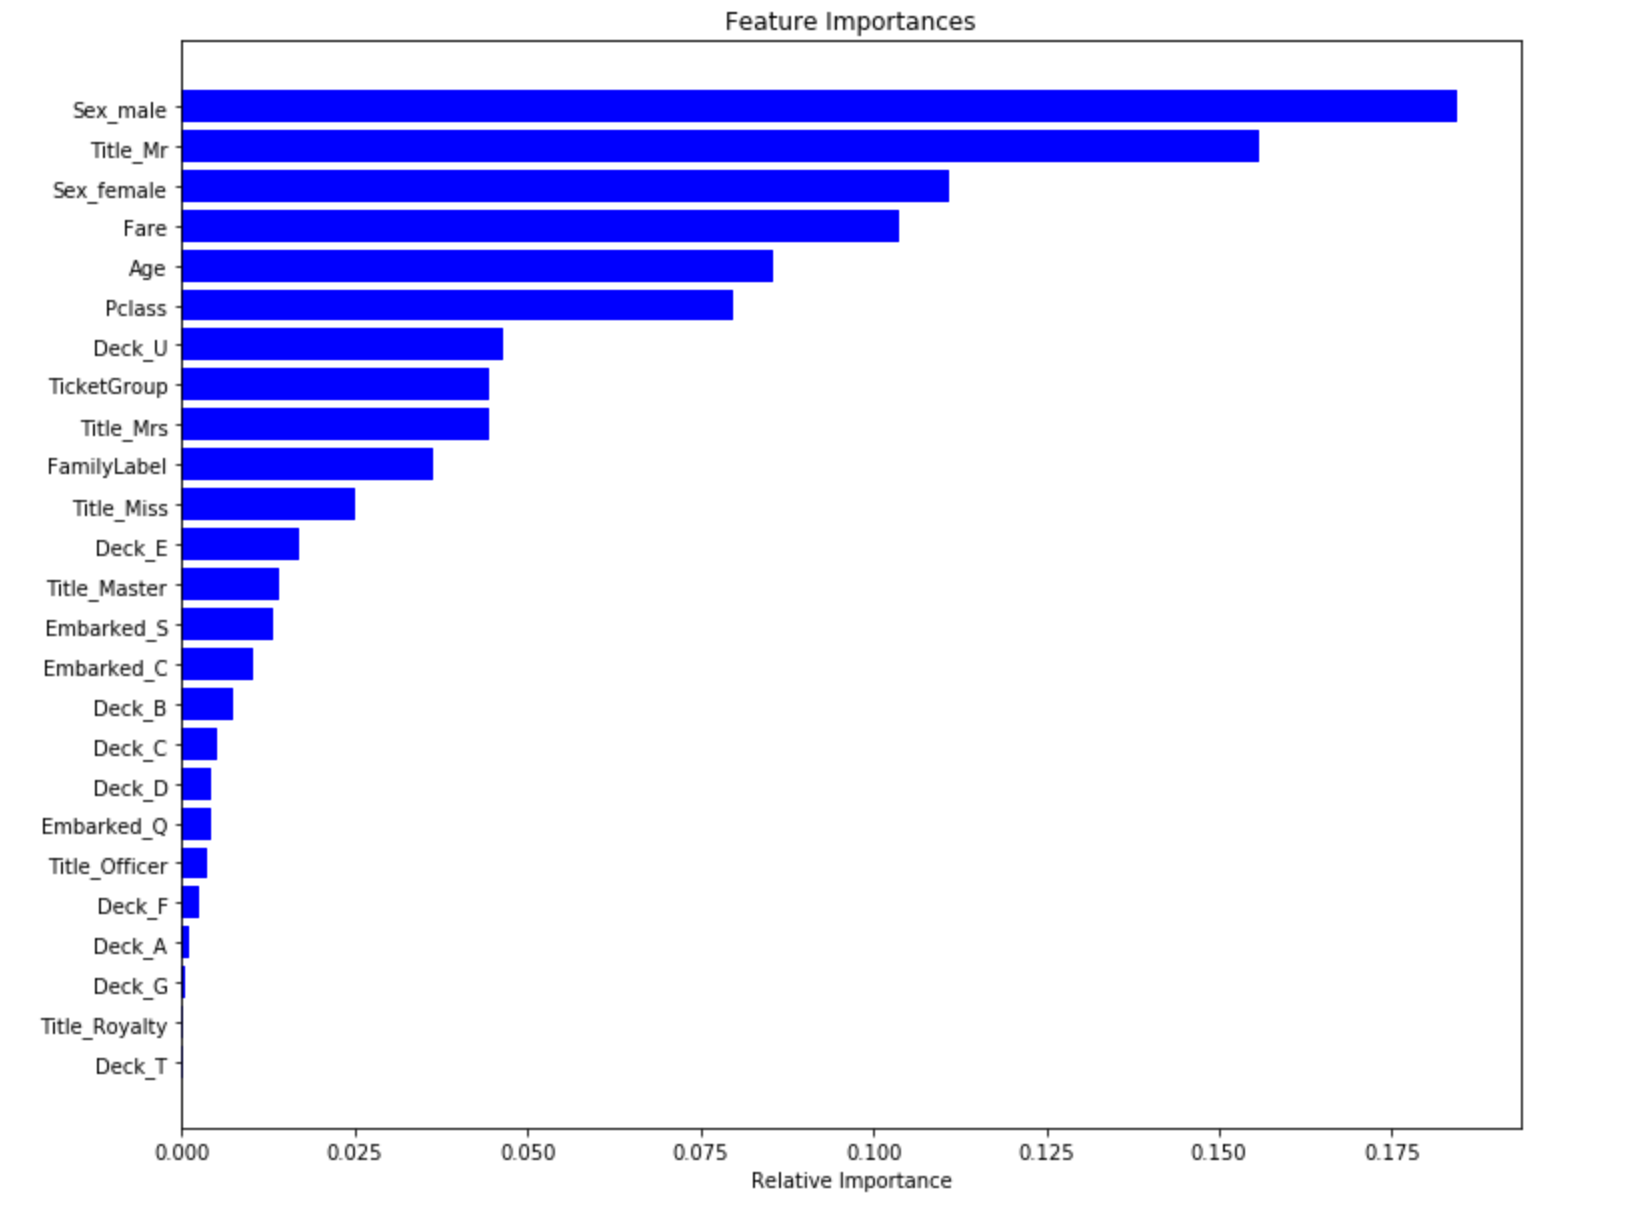 Feature Importances
Sex_male
Title_Mr
Sex_female
Fare
Age
Pclass
Deck_U
TicketGroup
Title_Mrs
FamilyLabel
Title_Miss
Deck_E
Title_Master
Embarked_S
Embarked_C
Deck_B
Deck_C
Deck_D
Embarked_Q
Title_Officer
Deck_F
Deck_A
Deck_G
Title_Royalty
Deck_T
0.000 0.025 0.050 0.075 0.100 0.125 0.150 0.175
Relative Importance